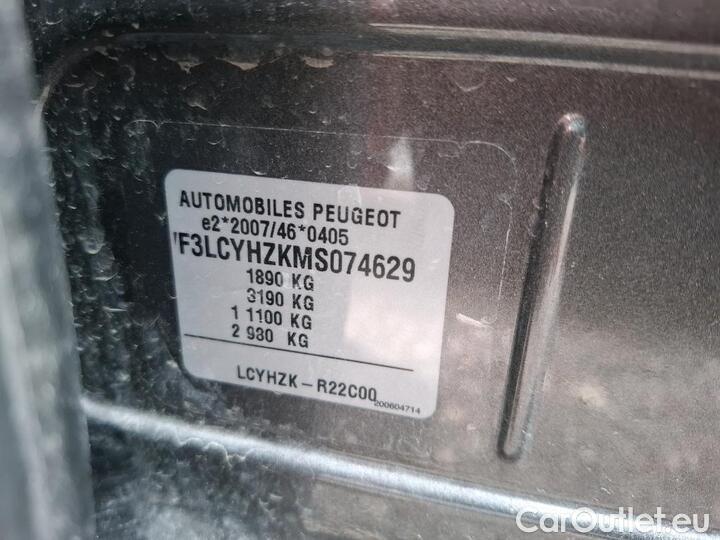 AUTOMOBILES PEUGEOT
e2*2007/46*0405
VF3LCYHZKMS074629
1890 KG
3190 KG
1 1100 KG
2 980 KG
LCYHZK-R22C00
200604714
CarOutlet.eu